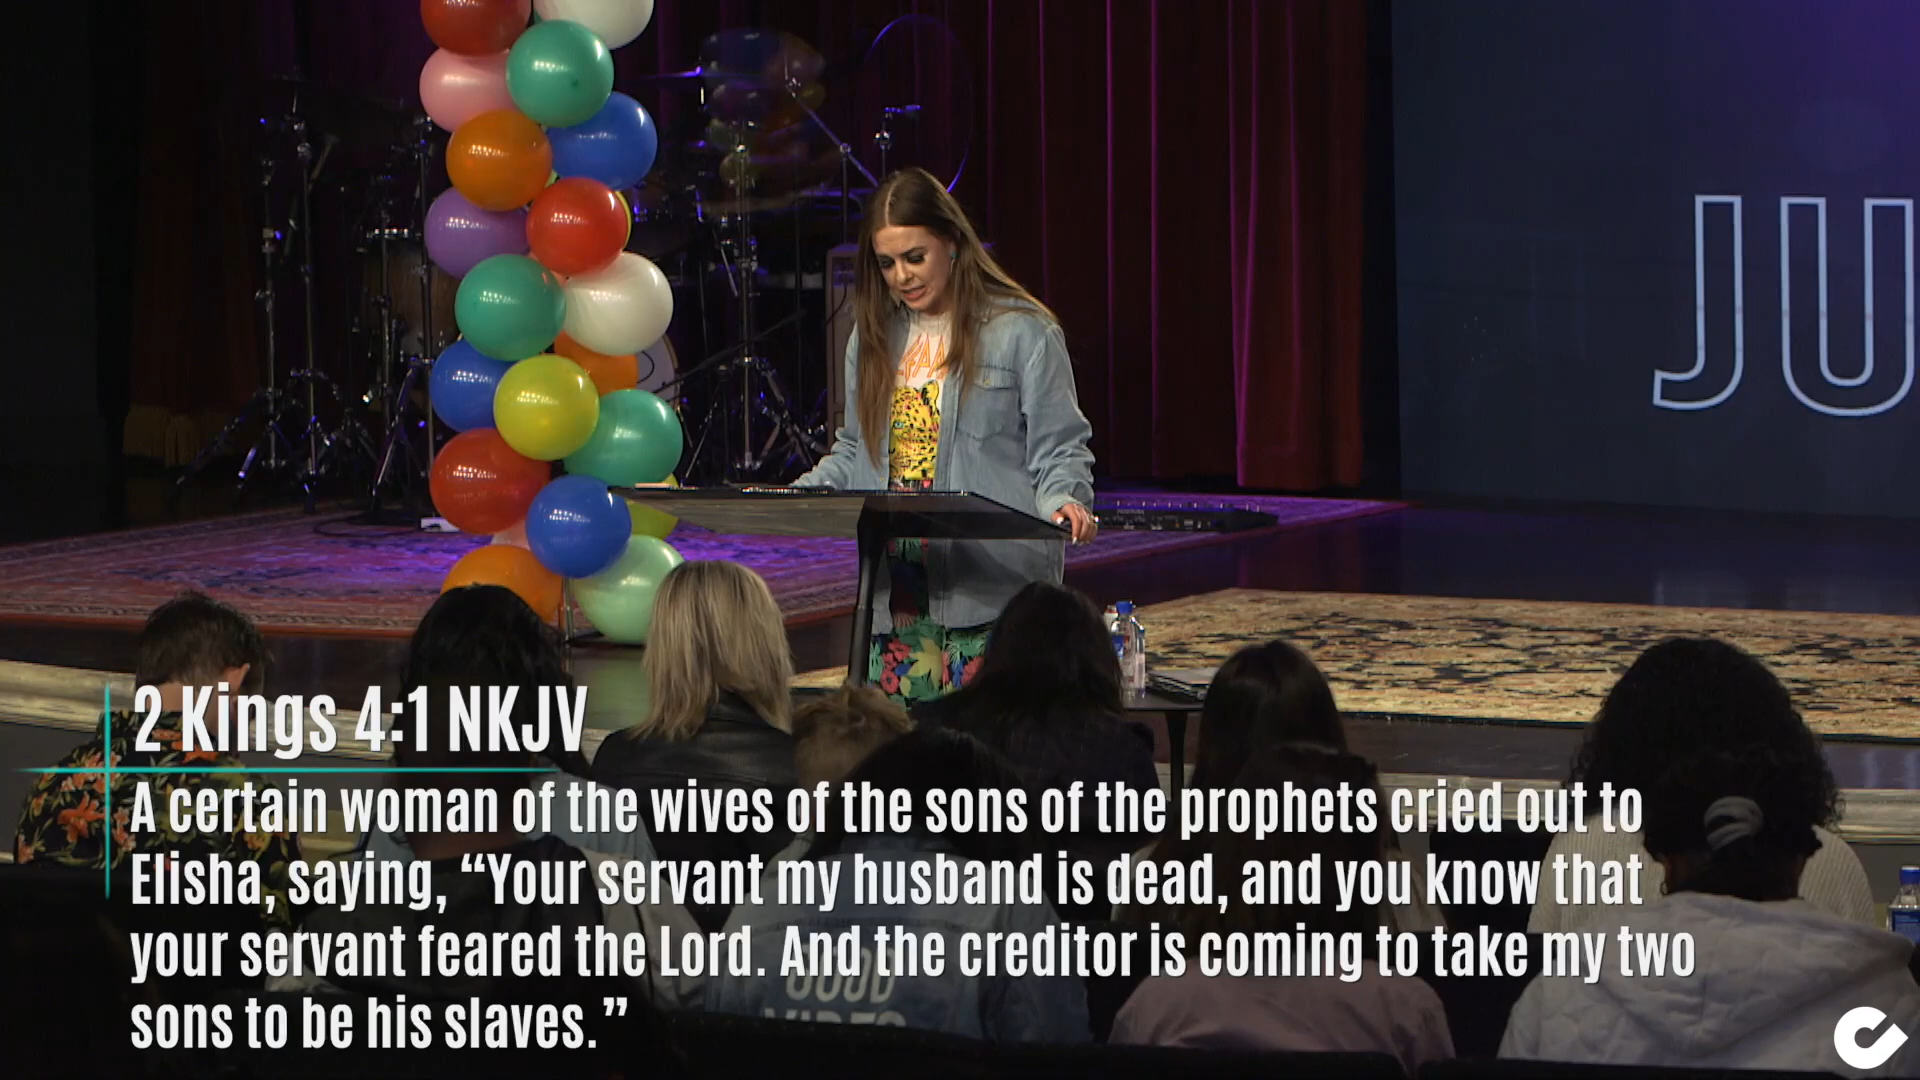 JU
2 Kings 4:1 NKJV
A certain woman of the wives of the sons of the prophets cried out to
Elisha, saying, “Your servant my husband is dead, and you know that
your servant feared the Lord. And the creditor is coming to take my two
sons to be his slaves.”
GOOD
VIBES